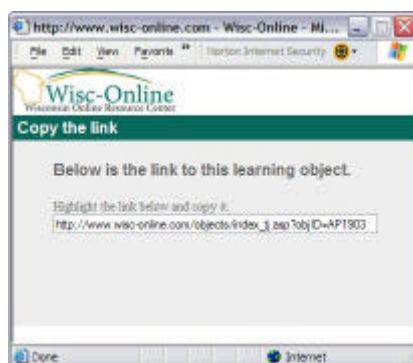 http://www.wisc-online.com - Wisc-Online - Mi...
File Edit View Favorites » Norton Internet Security
Wisc-Online
Wisconsin Online Resource Center
Copy the link
Below is the link to this learning object.
Highlight the link below and copy it.
http://www.wisc-online.com/objects/index_tj.asp?objID=AP1903
Done Internet